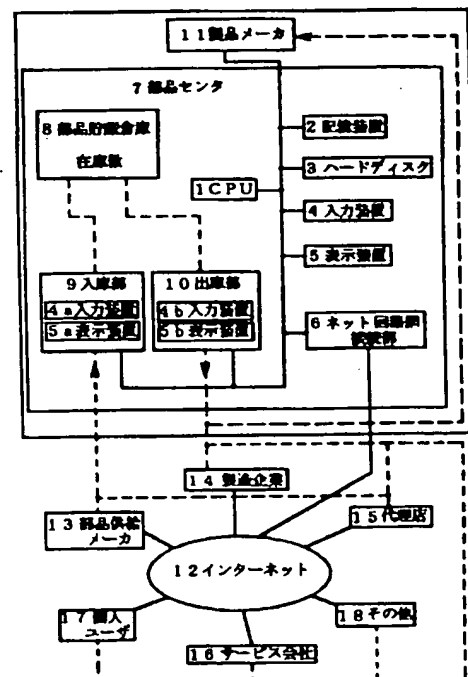 11製品メーカ
7部品センタ
8部品貯蔵倉庫
在庫数
2記憶装置
3ハードディスク
1CPU
4入力装置
5表示装置
9入庫部
4a入力装置
5a表示装置
10出庫部
4b入力装置
5b表示装置
6ネット回路網
接続部
14製造企業
13部品供給
メーカ
15代理店
12インターネット
17個人
ユーザ
18その他
16サービス会社